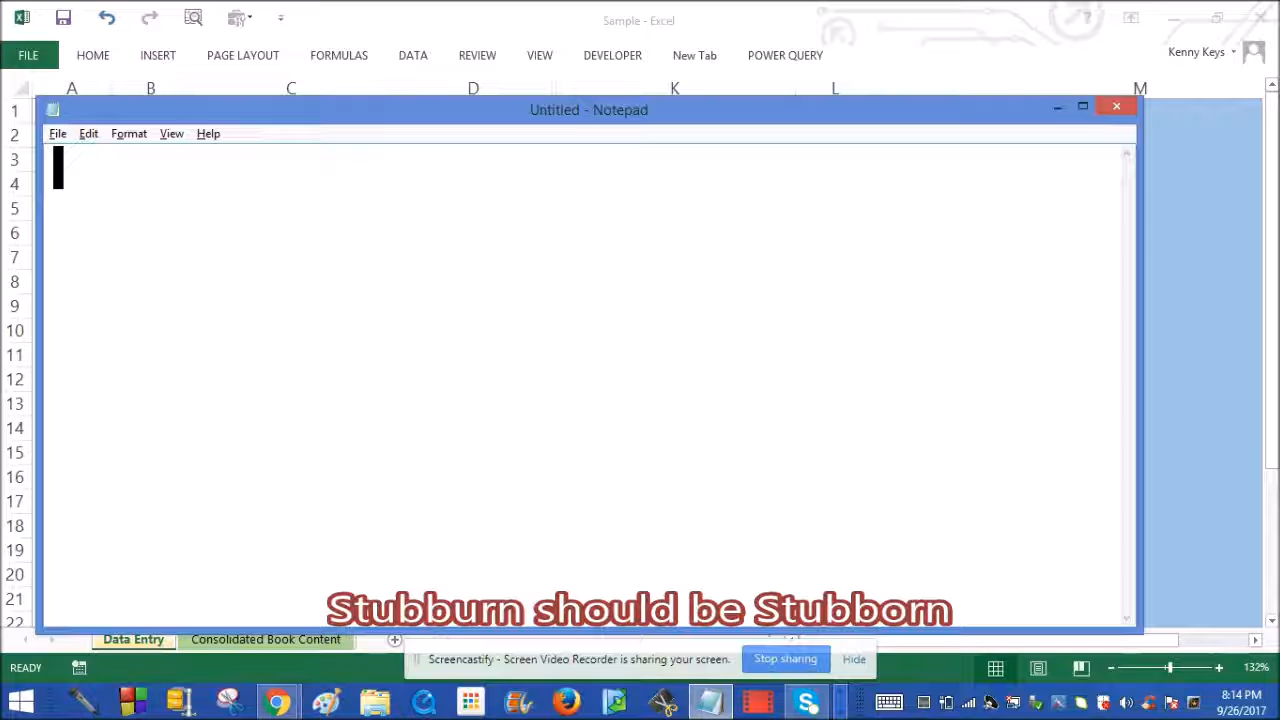 Sample - Excel
?
FILE HOME INSERT PAGE LAYOUT FORMULAS DATA REVIEW VIEW DEVELOPER New Tab POWER QUERY Kenny Keys
A B C D K L M
Untitled - Notepad
File Edit Format View Help
1
2
3
4
5
6
7
8
9
10
11
12
13
14
15
16
17
18
19
20
21
22
Stubburn should be Stubborn
Data Entry Consolidated Book Content
Screencastify - Screen Video Recorder is sharing your screen. Stop sharing Hide
READY 132%
8:14 PM
9/26/2017